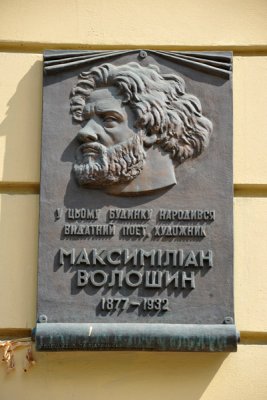 У ЦЬОМУ БУДИНКУ НАРОДИВСЯ
ВИДАТНИЙ ПОЕТ, ХУДОЖНИК
МАКСИМІЛІАН
ВОЛОШИН
1877–1932